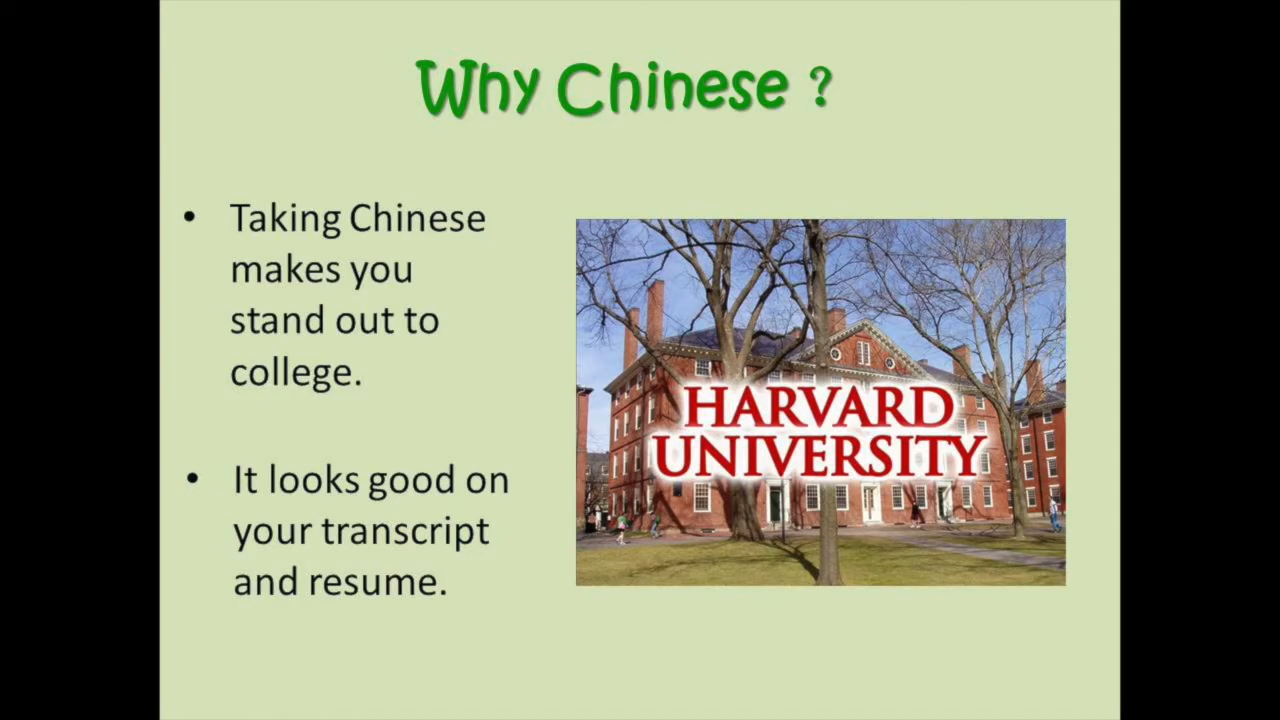 Why Chinese ?
• Taking Chinese
makes you
stand out to
college.
• It looks good on
your transcript
and resume.
HARVARD
UNIVERSITY